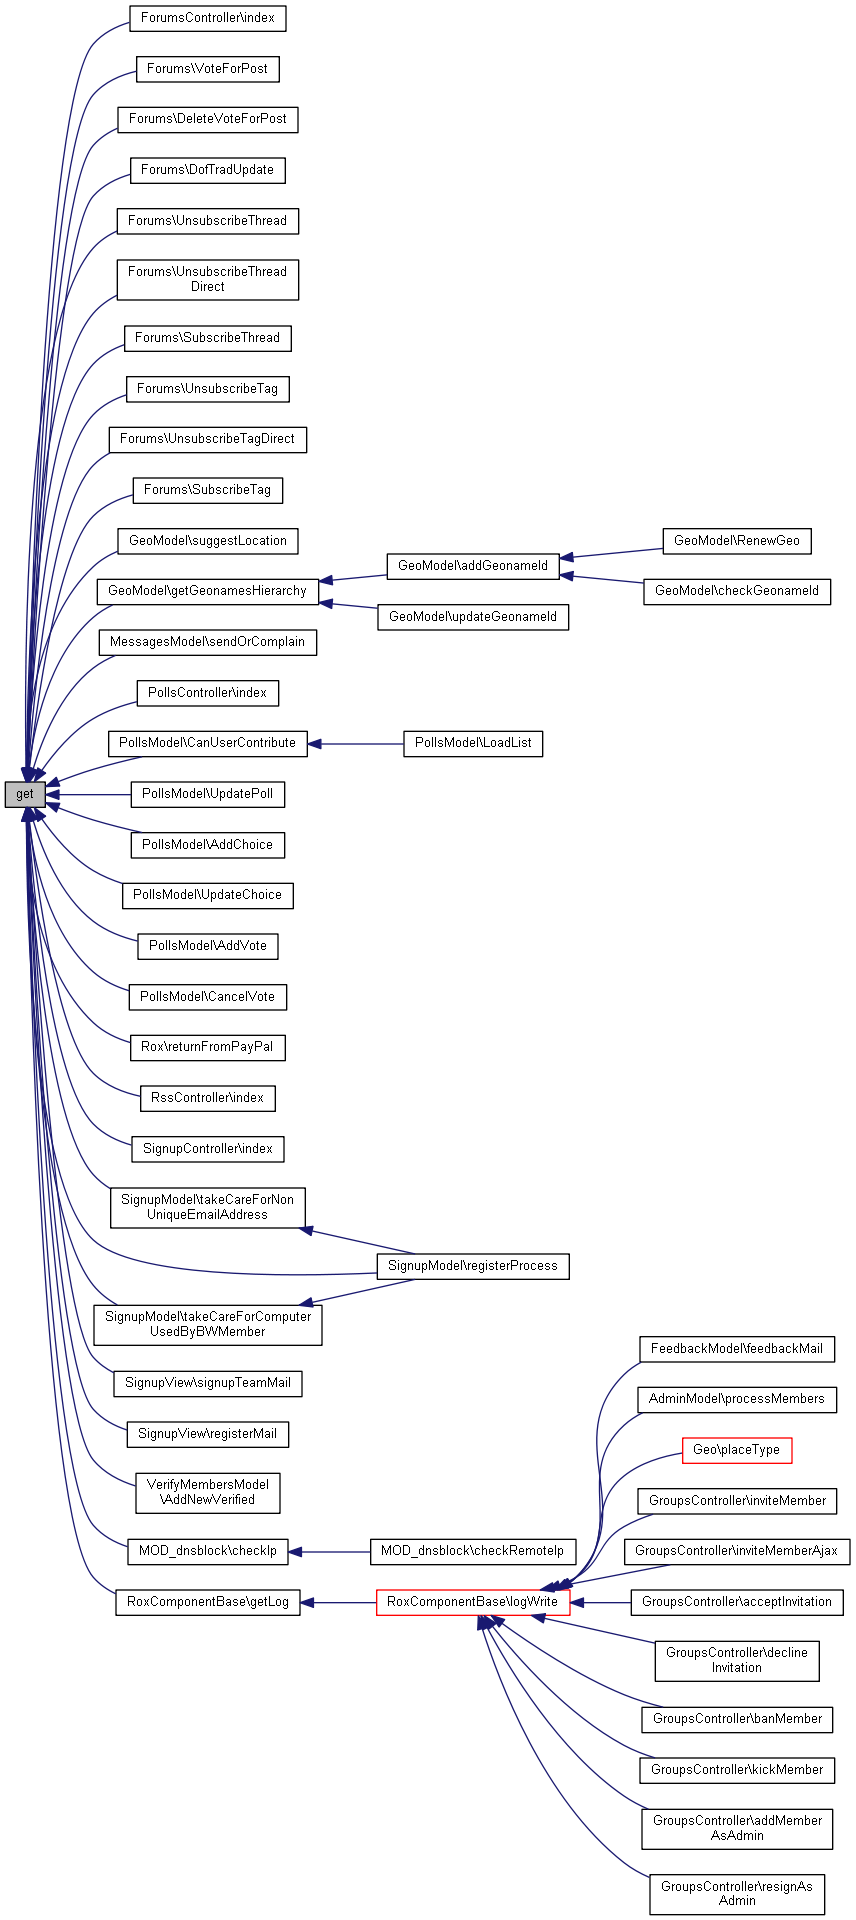 ForumsController\index
Forums\VoteForPost
Forums\DeleteVoteForPost
Forums\DofTradUpdate
Forums\UnsubscribeThread
Forums\UnsubscribeThread
Direct
Forums\SubscribeThread
Forums\UnsubscribeTag
Forums\UnsubscribeTagDirect
Forums\SubscribeTag
GeoModel\suggestLocation
GeoModel\getGeonamesHierarchy
GeoModel\addGeonameId
GeoModel\RenewGeo
GeoModel\checkGeonameId
GeoModel\updateGeonameId
MessagesModel\sendOrComplain
PollsController\index
PollsModel\CanUserContribute
PollsModel\LoadList
get
PollsModel\UpdatePoll
PollsModel\AddChoice
PollsModel\UpdateChoice
PollsModel\AddVote
PollsModel\CancelVote
Rox\returnFromPayPal
RssController\index
SignupController\index
SignupModel\takeCareForNon
UniqueEmailAddress
SignupModel\registerProcess
SignupModel\takeCareForComputer
UsedByBWMember
SignupView\signupTeamMail
SignupView\registerMail
VerifyMembersModel
\AddNewVerified
MOD_dnsblock\checkIp
MOD_dnsblock\checkRemoteIp
RoxComponentBase\getLog
RoxComponentBase\logWrite
FeedbackModel\feedbackMail
AdminModel\processMembers
Geo\placeType
GroupsController\inviteMember
GroupsController\inviteMemberAjax
GroupsController\acceptInvitation
GroupsController\decline
Invitation
GroupsController\banMember
GroupsController\kickMember
GroupsController\addMember
AsAdmin
GroupsController\resignAs
Admin